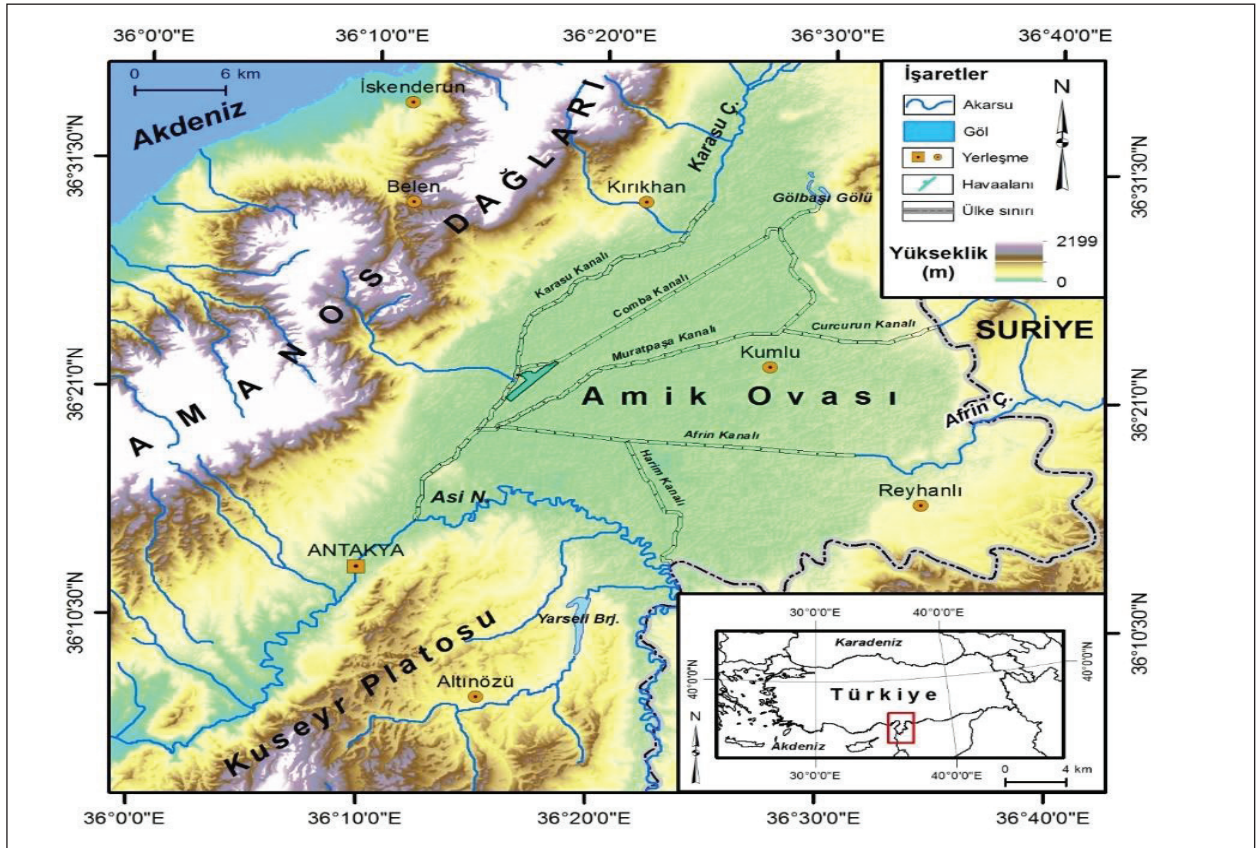 36°0'0"E 36°10'0"E 36°20'0"E 36°30'0"E 36°40'0"E
0 6 km
Akdeniz
İskenderun
Belen
Kırıkhan
Karasu Ç.
Gölbaşı Gölü
AMANOS DAĞLARI
İşaretler
Akarsu
Göl
Yerleşme
Havaalanı
Ülke sınırı
Yükseklik
(m)
2199
0
N
36°31'30"N
36°31'30"N
Karasu Kanalı
Comba Kanalı
Muratpaşa Kanalı
Curcurun Kanalı
SURİYE
Kumlu
36°21'0"N
36°21'0"N
Amik Ovası
Afrin Ç.
Afrin Kanalı
Harim Kanalı
Reyhanlı
Asi N.
ANTAKYA
36°10'30"N
36°10'30"N
Yarseli Brj.
Kuseyr Platosu
Altınözü
30°0'0"E 40°0'0"E
Karadeniz
40°0'0"N
40°0'0"N
Türkiye
N
Akdeniz
30°0'0"E 40°0'0"E
0 4 km
36°0'0"E 36°10'0"E 36°20'0"E 36°30'0"E 36°40'0"E